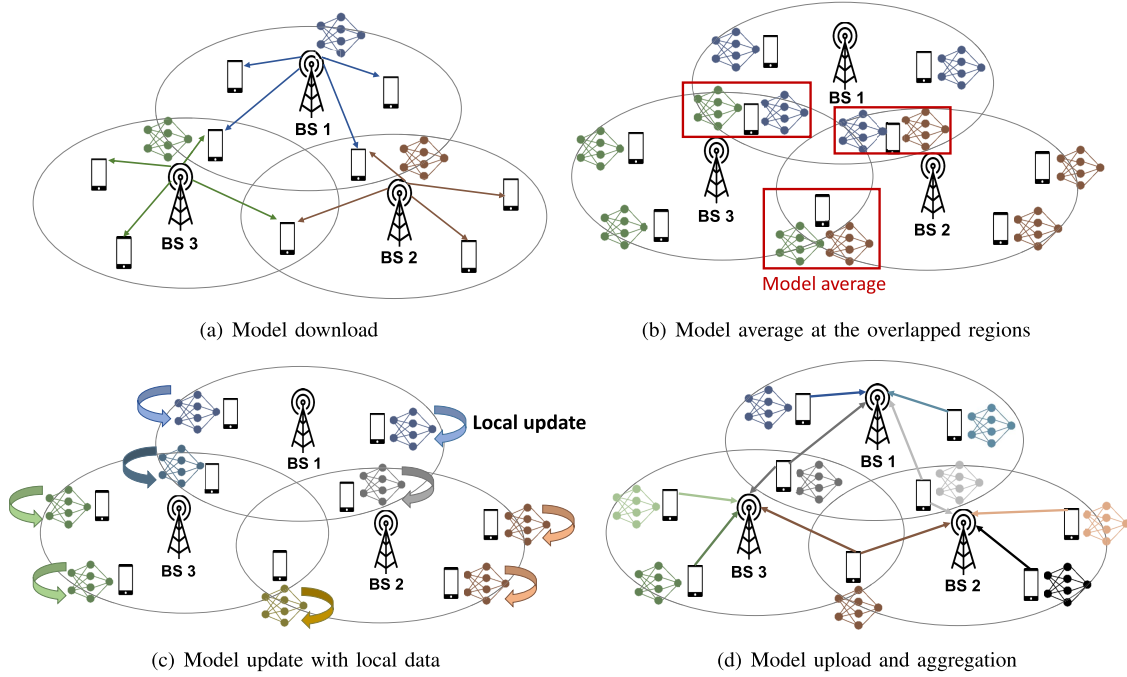 BS 1
BS 3
BS 2
(a) Model download
BS 1
BS 3
BS 2
Model average
(b) Model average at the overlapped regions
Local update
BS 1
BS 3
BS 2
(c) Model update with local data
BS 1
BS 3
BS 2
(d) Model upload and aggregation